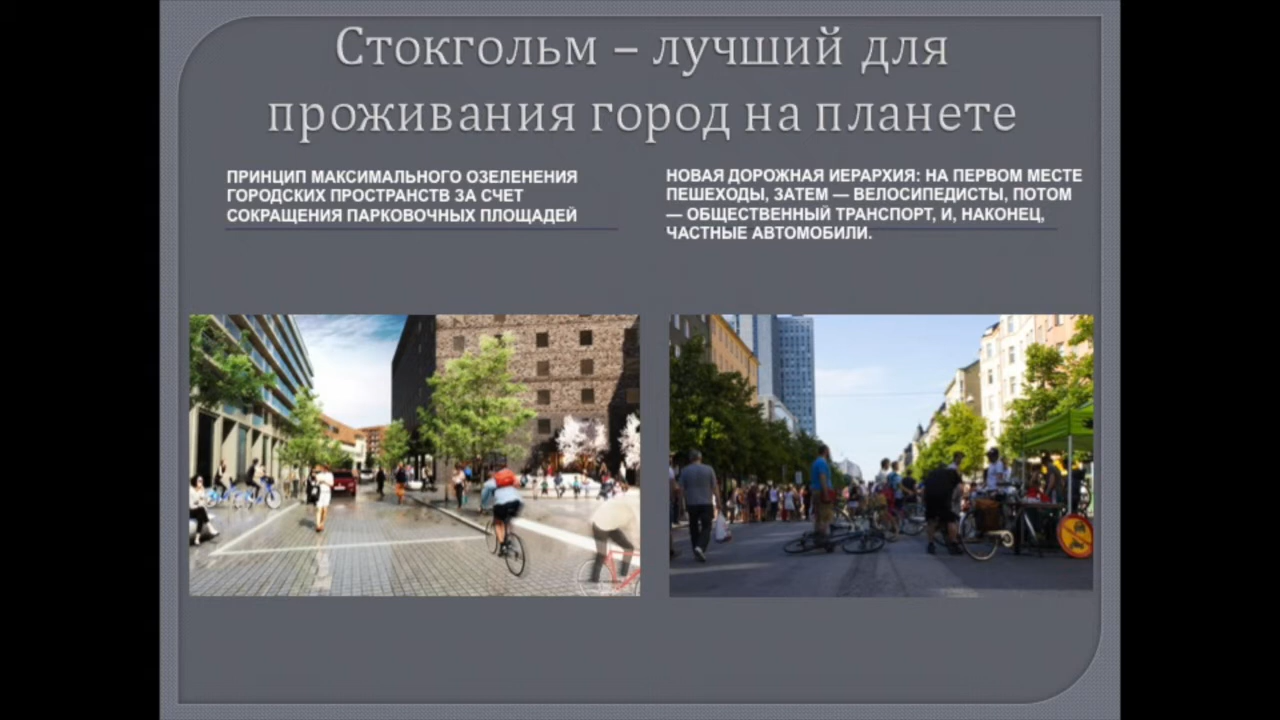 Стокгольм – лучший для
проживания город на планете
ПРИНЦИП МАКСИМАЛЬНОГО ОЗЕЛЕНЕНИЯ
ГОРОДСКИХ ПРОСТРАНСТВ ЗА СЧЕТ
СОКРАЩЕНИЯ ПАРКОВОЧНЫХ ПЛОЩАДЕЙ
НОВАЯ ДОРОЖНАЯ ИЕРАРХИЯ: НА ПЕРВОМ МЕСТЕ
ПЕШЕХОДЫ, ЗАТЕМ — ВЕЛОСИПЕДИСТЫ, ПОТОМ
— ОБЩЕСТВЕННЫЙ ТРАНСПОРТ, И, НАКОНЕЦ,
ЧАСТНЫЕ АВТОМОБИЛИ.